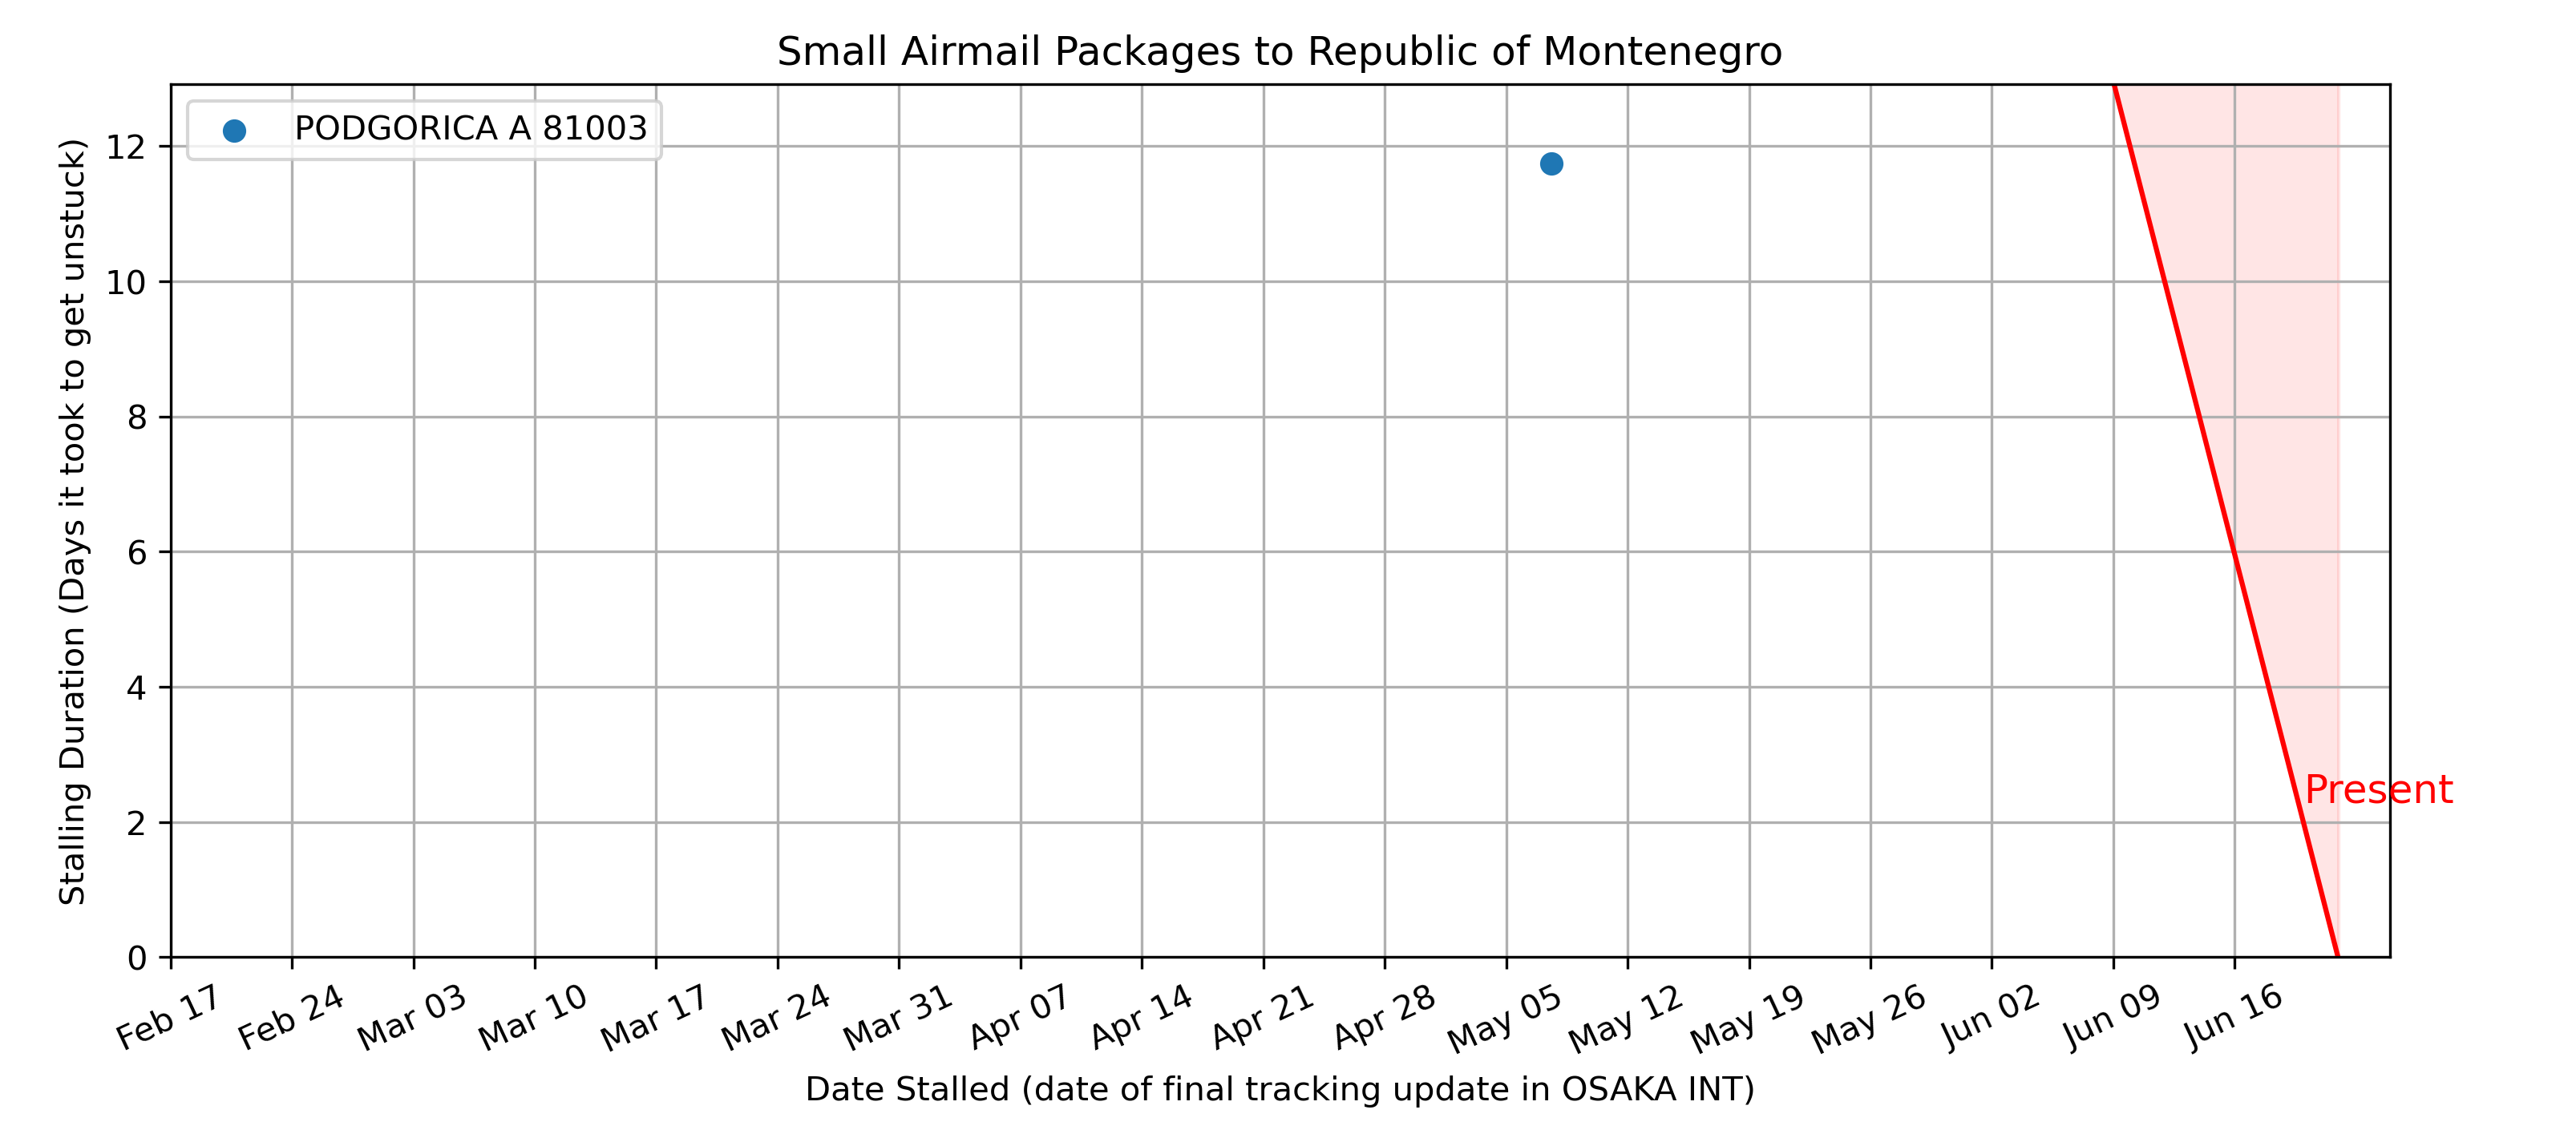 Small Airmail Packages to Republic of Montenegro
PODGORICA A 81003
Stalling Duration (Days it took to get unstuck)
12
10
8
6
4
2
0
Present
Feb 17
Feb 24
Mar 03
Mar 10
Mar 17
Mar 24
Mar 31
Apr 07
Apr 14
Apr 21
Apr 28
May 05
May 12
May 19
May 26
Jun 02
Jun 09
Jun 16
Date Stalled (date of final tracking update in OSAKA INT)